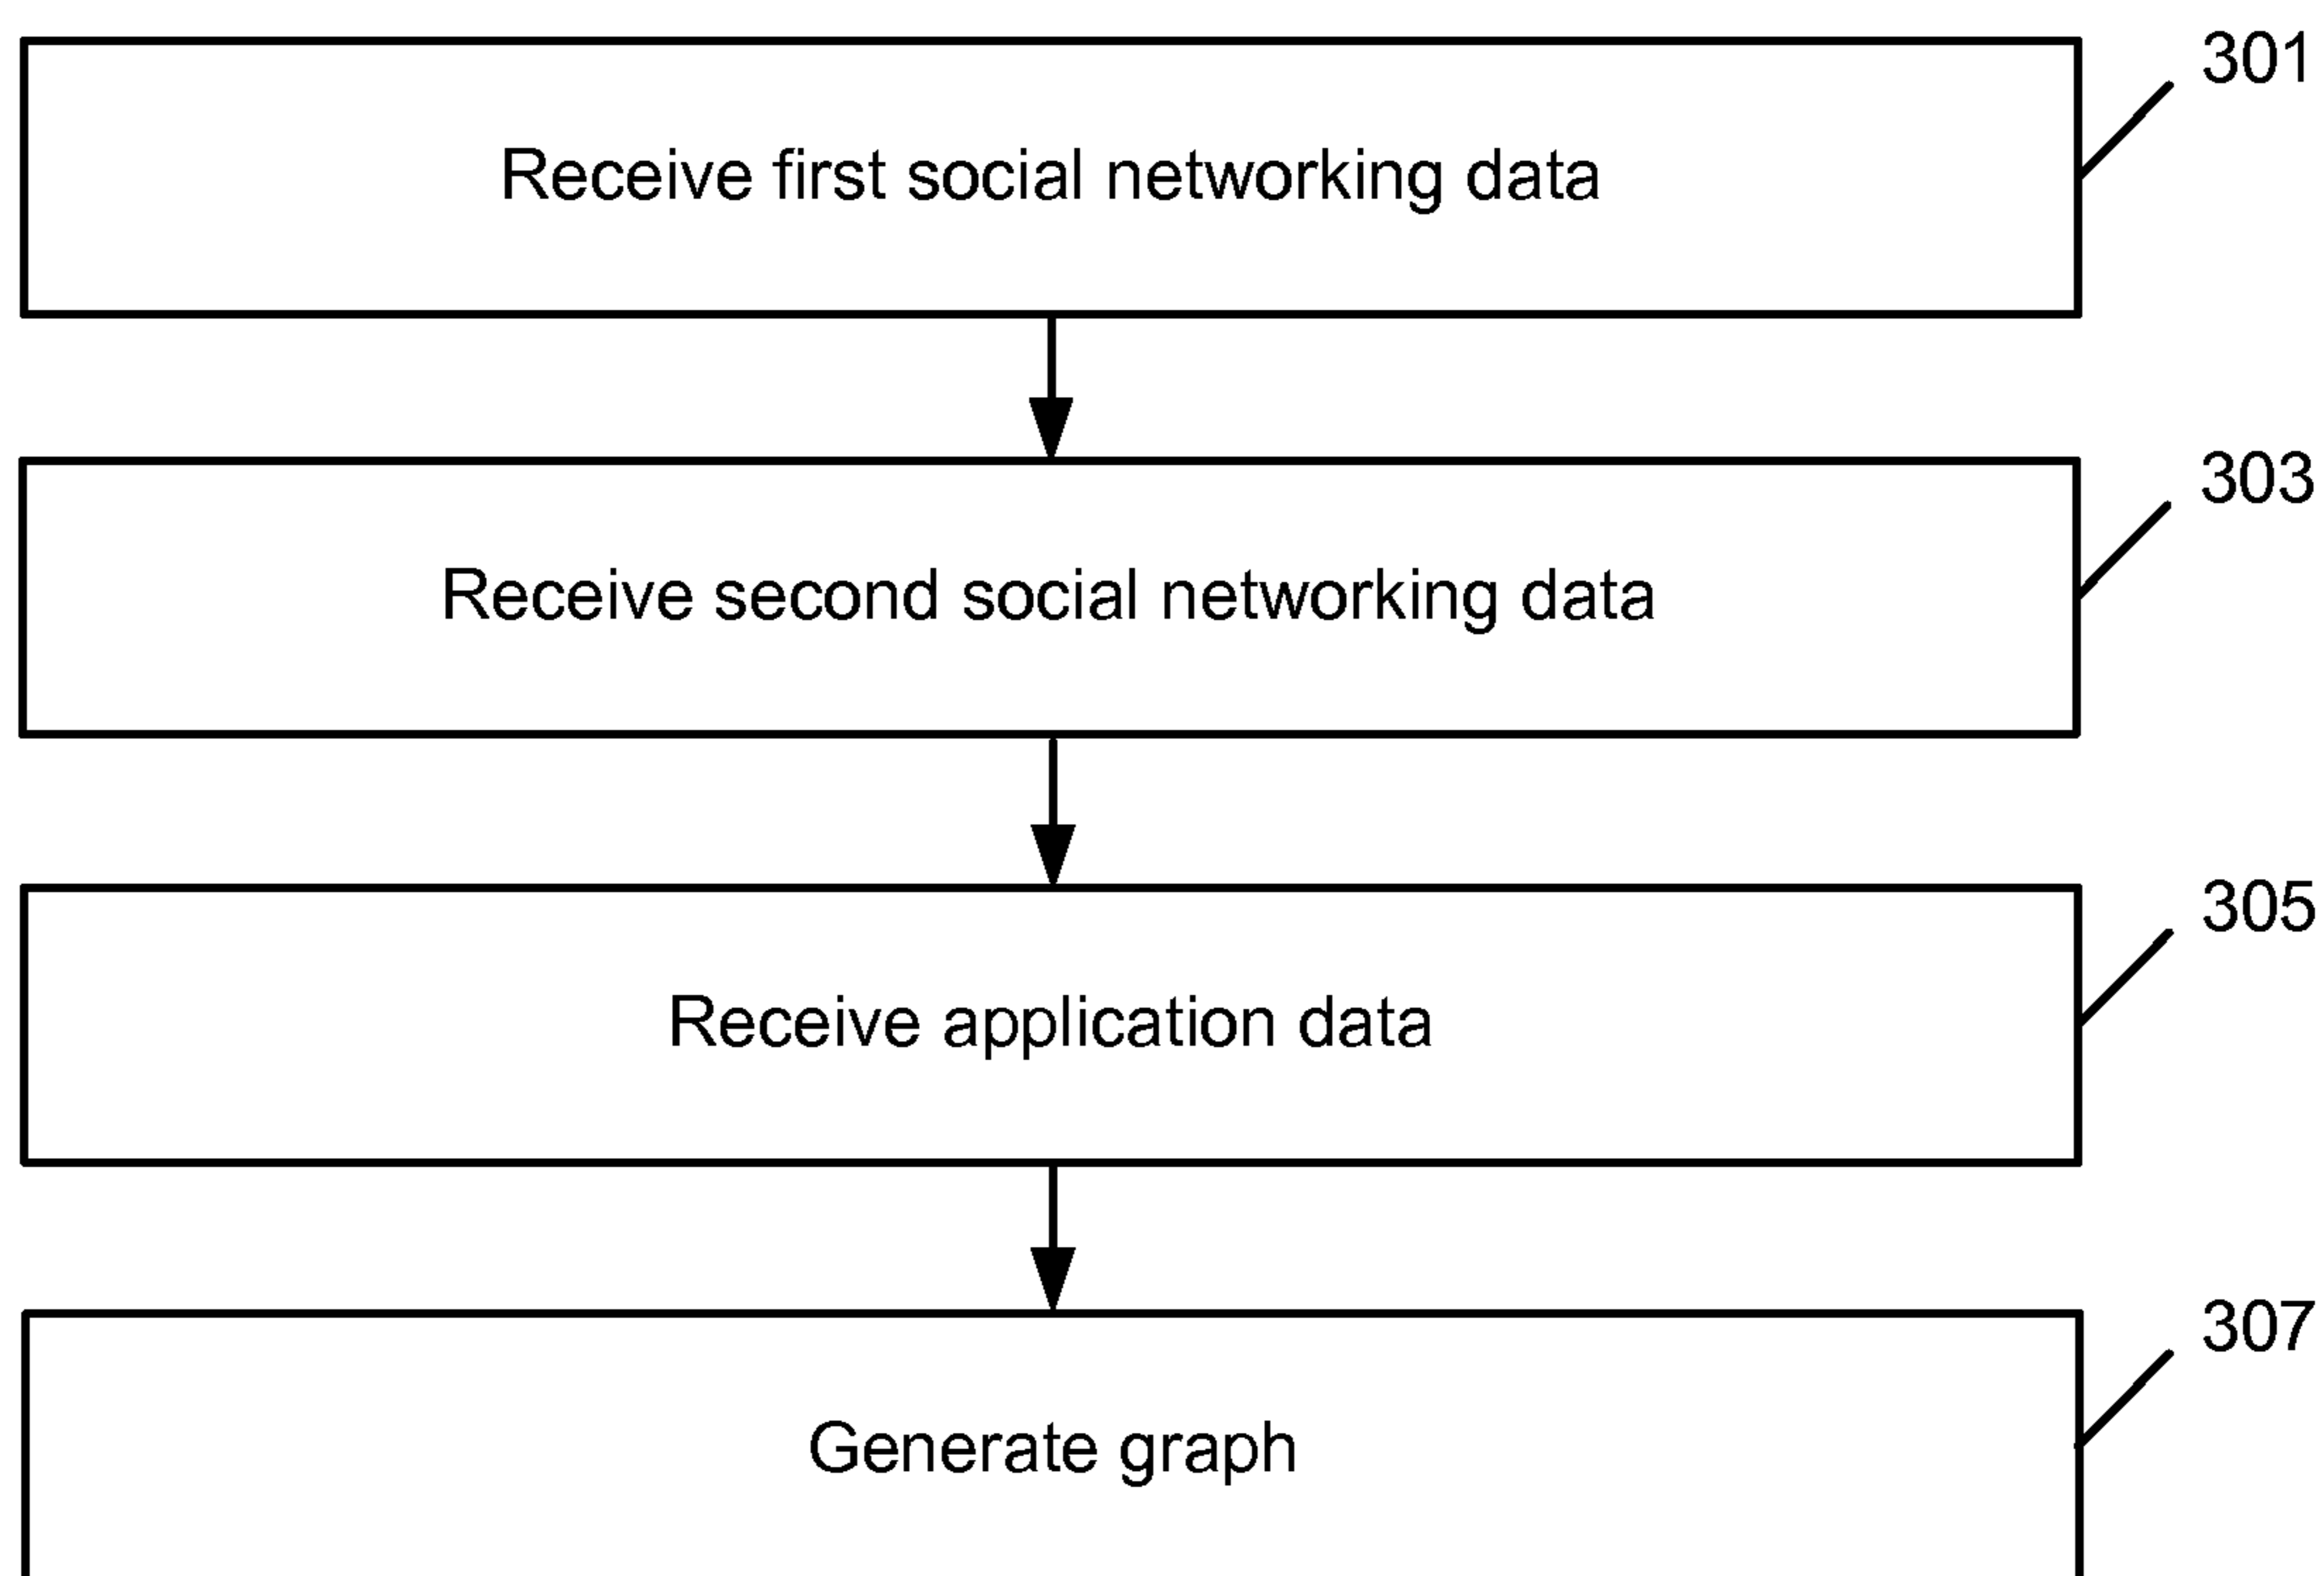 301
Receive first social networking data
303
Receive second social networking data
305
Receive application data
307
Generate graph